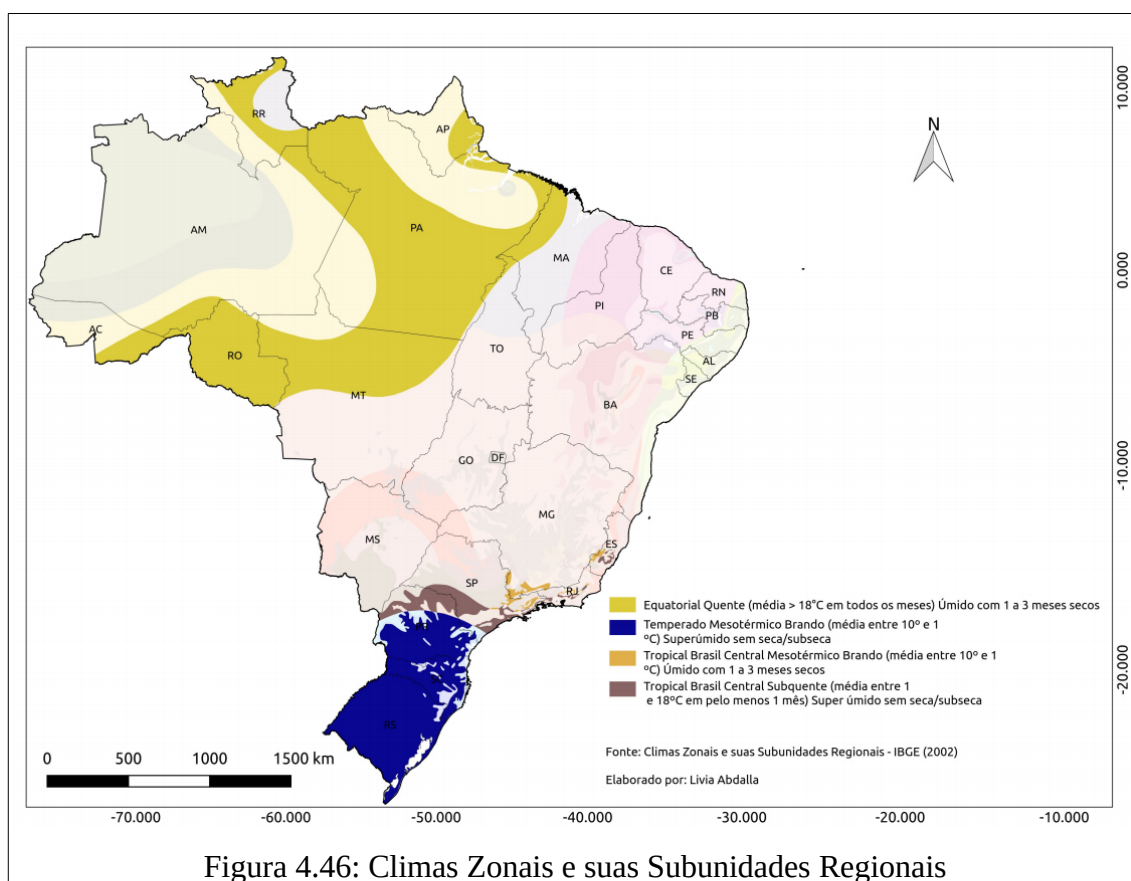 RR
AP
AM
PA
MA
CE
RN
PB
PI
PE
AC
AL
TO
SE
RO
MT
BA
GO
DF
MG
MS
ES
SP
RJ
RS
N
10.000
0.000
-10.000
-20.000
Equatorial Quente (média > 18°C em todos os meses) Úmido com 1 a 3 meses secos
Temperado Mesotérmico Brando (média entre 10º e 1
ºC) Superúmido sem seca/subseca
Tropical Brasil Central Mesotérmico Brando (média entre 10º e 1
ºC) Úmido com 1 a 3 meses secos
Tropical Brasil Central Subquente (média entre 1
e 18ºC em pelo menos 1 mês) Super úmido sem seca/subseca
Fonte: Climas Zonais e suas Subunidades Regionais - IBGE (2002)
Elaborado por: Livia Abdalla
0 500 1000 1500 km
-70.000 -60.000 -50.000 -40.000 -30.000 -20.000 -10.000
Figura 4.46: Climas Zonais e suas Subunidades Regionais